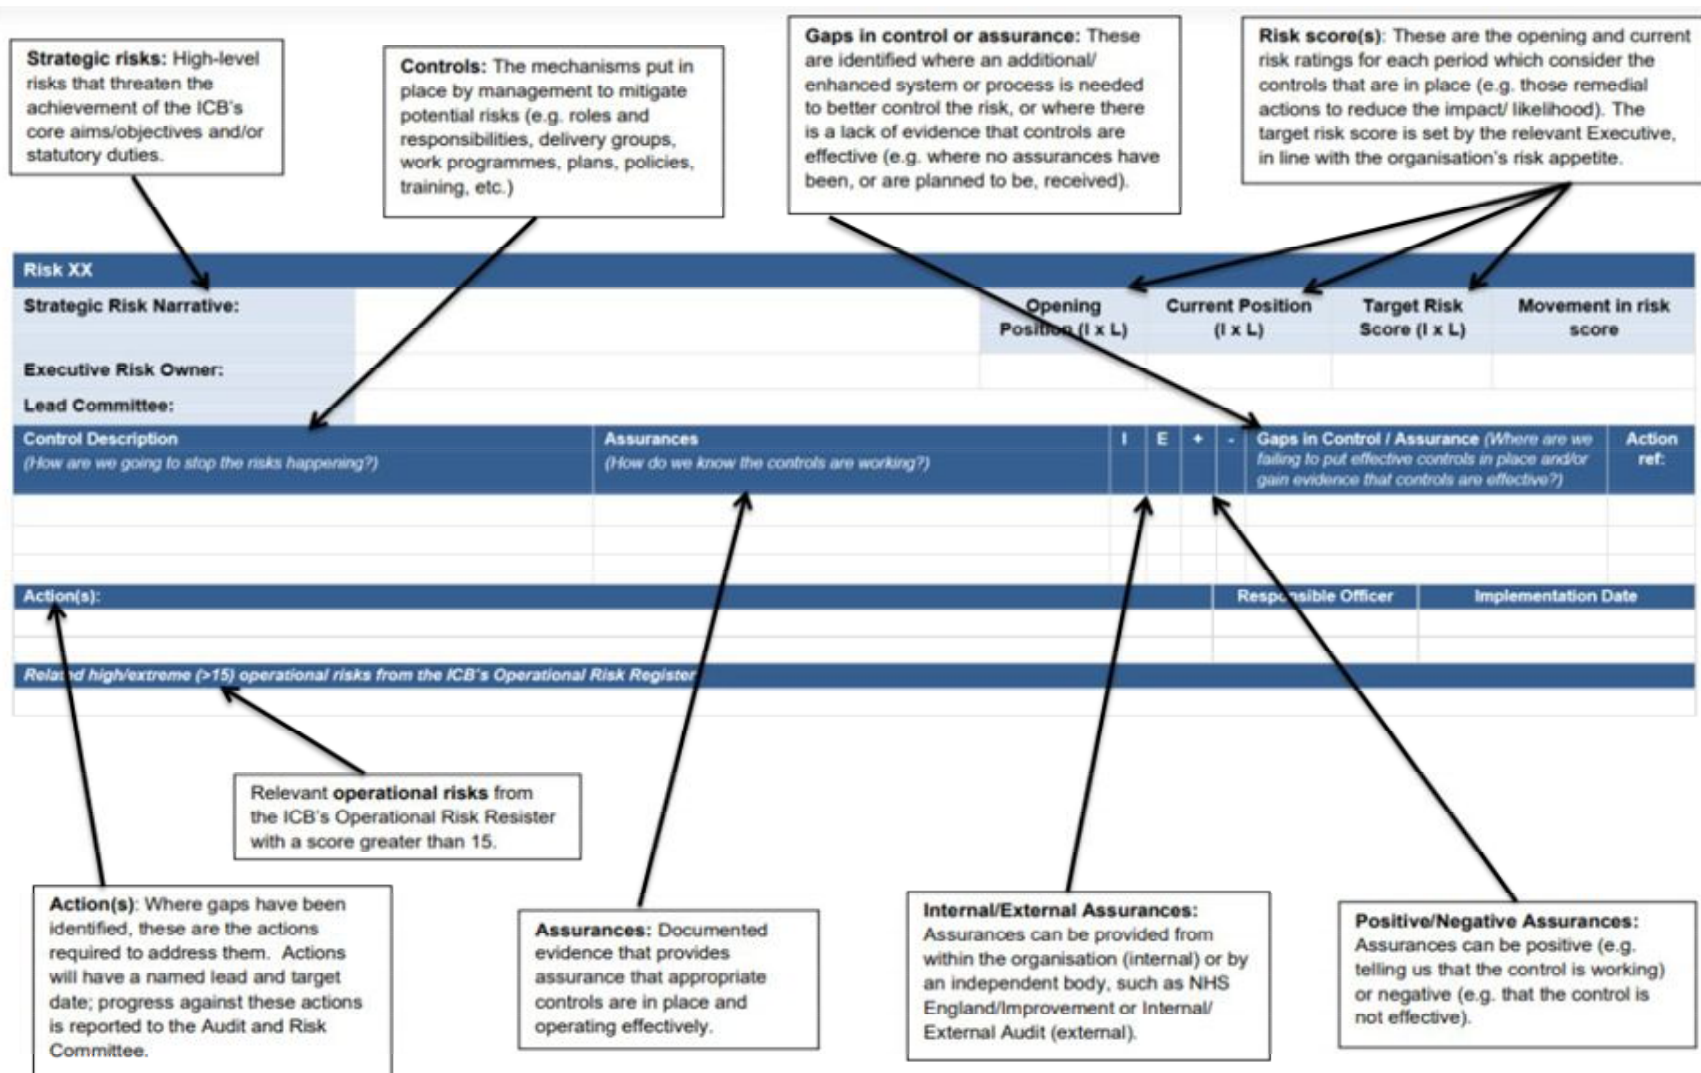 Strategic risks: High-level
risks that threaten the
achievement of the ICB's
core aims/objectives and/or
statutory duties.
Controls: The mechanisms put in
place by management to mitigate
potential risks (e.g. roles and
responsibilities, delivery groups,
work programmes, plans, policies,
training, etc.)
Gaps in control or assurance: These
are identified where an additional/
enhanced system or process is needed
to better control the risk, or where there
is a lack of evidence that controls are
effective (e.g. where no assurances have
been, or are planned to be, received).
Risk score(s): These are the opening and current
risk ratings for each period which consider the
controls that are in place (e.g. those remedial
actions to reduce the impact/ likelihood). The
target risk score is set by the relevant Executive,
in line with the organisation's risk appetite.
Risk XX
Strategic Risk Narrative:
Opening
Position (I x L)
Current Position
(I x L)
Target Risk
Score (I x L)
Movement in risk
score
Executive Risk Owner:
Lead Committee:
Control Description
(How are we going to stop the risks happening?)
Assurances
(How do we know the controls are working?)
I
E
+
-
Gaps in Control / Assurance (Where are we
failing to put effective controls in place and/or
gain evidence that controls are effective?)
Action
ref:
Action(s):
Responsible Officer
Implementation Date
Related high/extreme (>15) operational risks from the ICB's Operational Risk Register
Relevant operational risks from
the ICB's Operational Risk Resister
with a score greater than 15.
Action(s): Where gaps have been
identified, these are the actions
required to address them. Actions
will have a named lead and target
date; progress against these actions
is reported to the Audit and Risk
Committee.
Assurances: Documented
evidence that provides
assurance that appropriate
controls are in place and
operating effectively.
Internal/External Assurances:
Assurances can be provided from
within the organisation (internal) or by
an independent body, such as NHS
England/Improvement or Internal/
External Audit (external).
Positive/Negative Assurances:
Assurances can be positive (e.g.
telling us that the control is working)
or negative (e.g. that the control is
not effective).